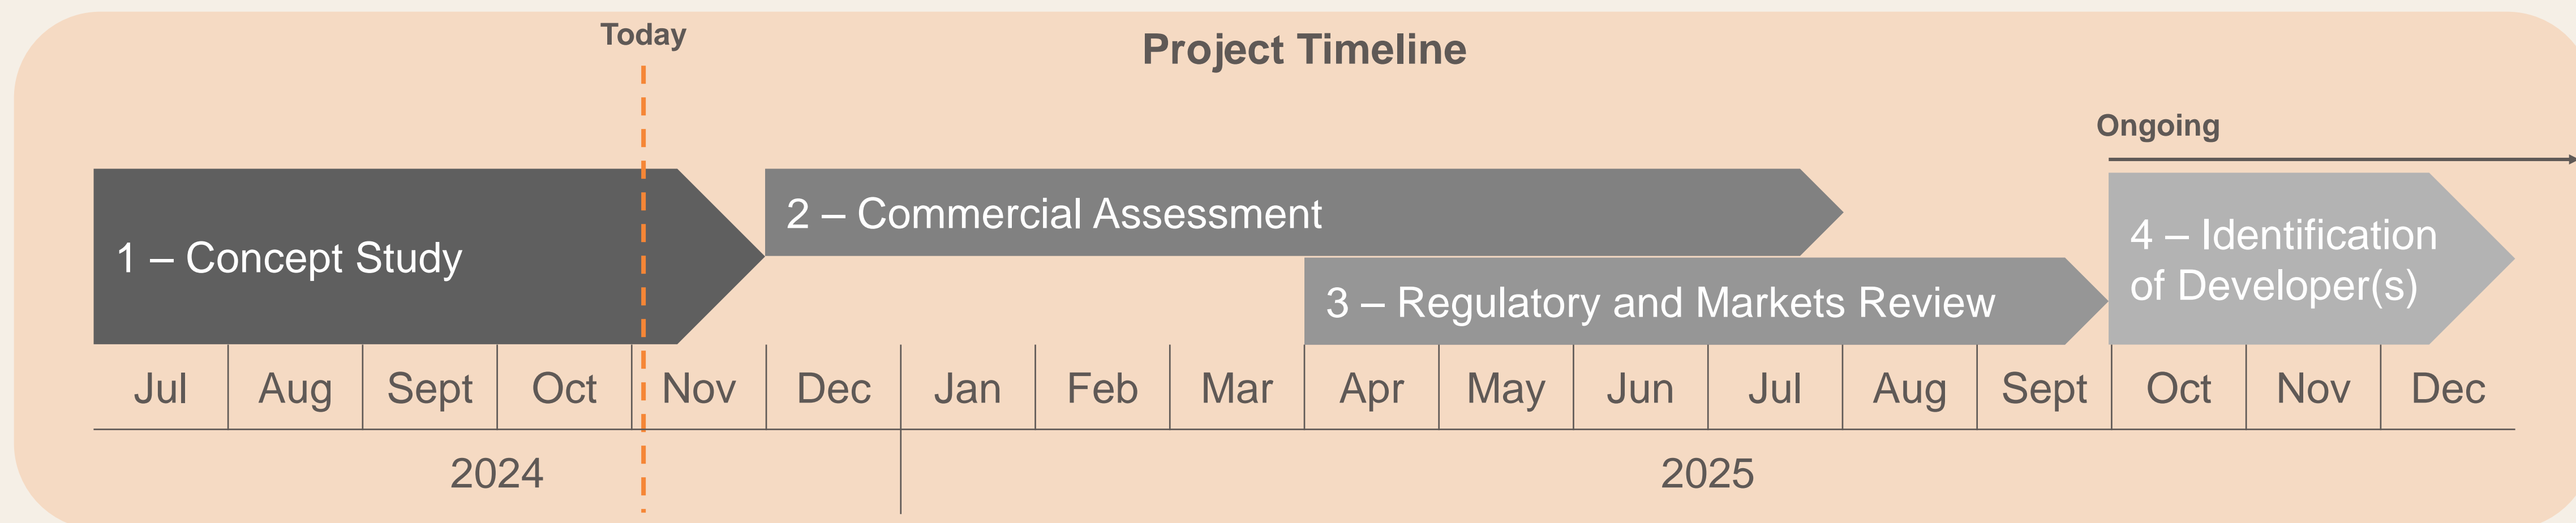 Today
Project Timeline
Ongoing
1 – Concept Study
2 – Commercial Assessment
3 – Regulatory and Markets Review
4 – Identification
of Developer(s)
Jul Aug Sept Oct Nov Dec Jan Feb Mar Apr May Jun Jul Aug Sept Oct Nov Dec
2024 2025